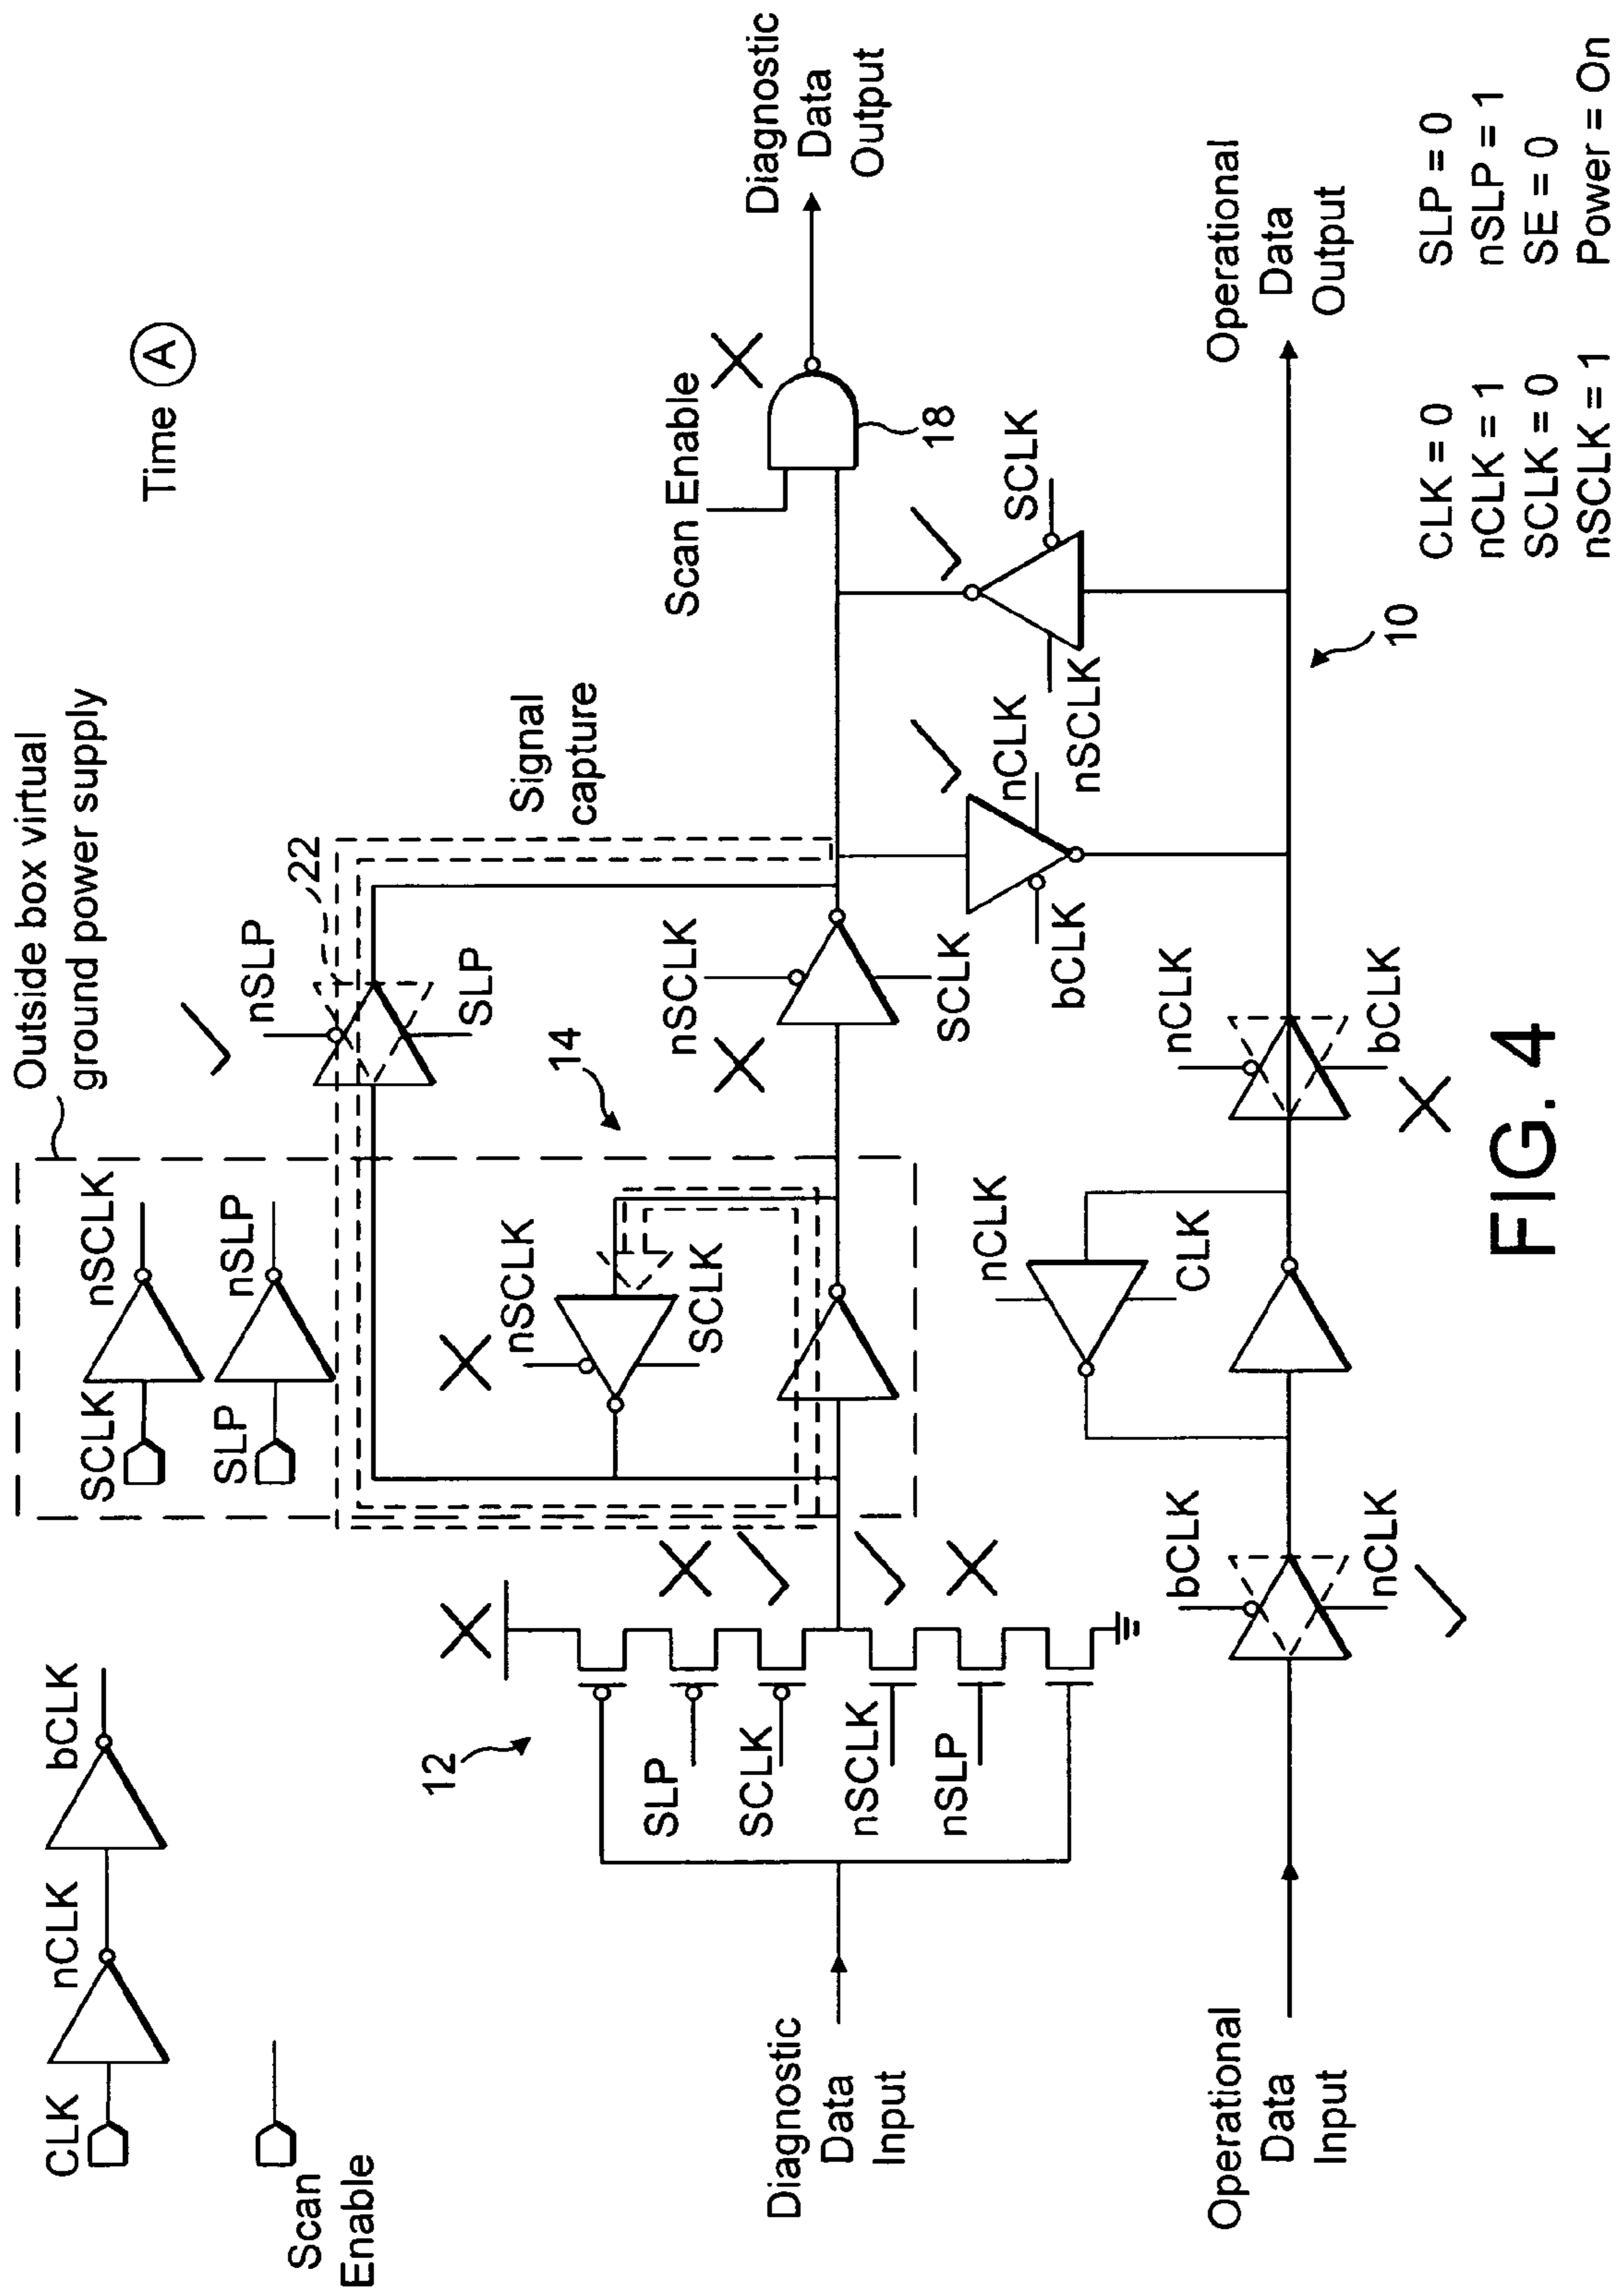 CLK
nCLK
bCLK
Scan
Enable
Outside box virtual
ground power supply
Time A
SCLK
nSCLK
SLP
nSLP
nSLP
22
SLP
Signal
capture
12
SLP
SCLK
nSCLK
nSLP
nSCLK
SCLK
14
nSCLK
SCLK
Scan Enable
18
Diagnostic
Data
Output
Diagnostic
Data
Input
bCLK
nCLK
nSCLK
SCLK
10
Operational
Data
Output
Operational
Data
Input
bCLK
nCLK
nCLK
CLK
nCLK
bCLK
CLK = 0
nCLK = 1
SCLK = 0
nSCLK = 1
SLP = 0
nSLP = 1
SE = 0
Power = On
FIG. 4